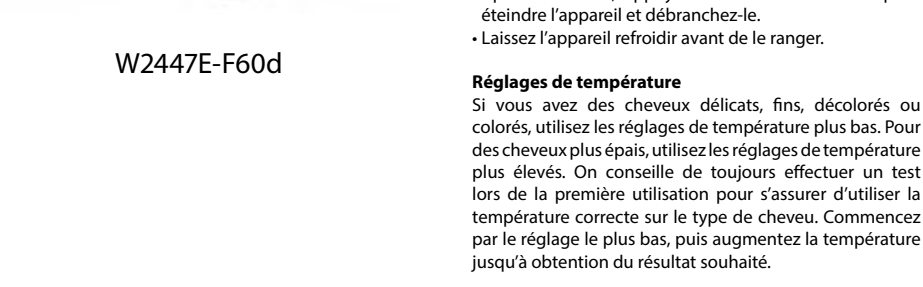 W2447E-F60d
éteindre l’appareil et débranchez-le.
• Laissez l’appareil refroidir avant de le ranger.
Réglages de température
Si vous avez des cheveux délicats, fins, décolorés ou
colorés, utilisez les réglages de température plus bas. Pour
des cheveux plus épais, utilisez les réglages de température
plus élevés. On conseille de toujours effectuer un test
lors de la première utilisation pour s’assurer d’utiliser la
température correcte sur le type de cheveu. Commencez
par le réglage le plus bas, puis augmentez la température
jusqu’à obtention du résultat souhaité.